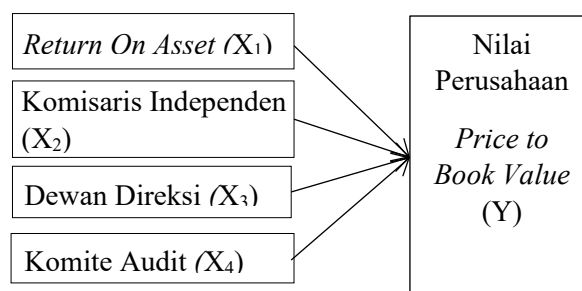 Return On Asset (X₁)
Komisaris Independen
(X₂)
Dewan Direksi (X₃)
Komite Audit (X₄)
Nilai
Perusahaan
Price to
Book Value
(Y)